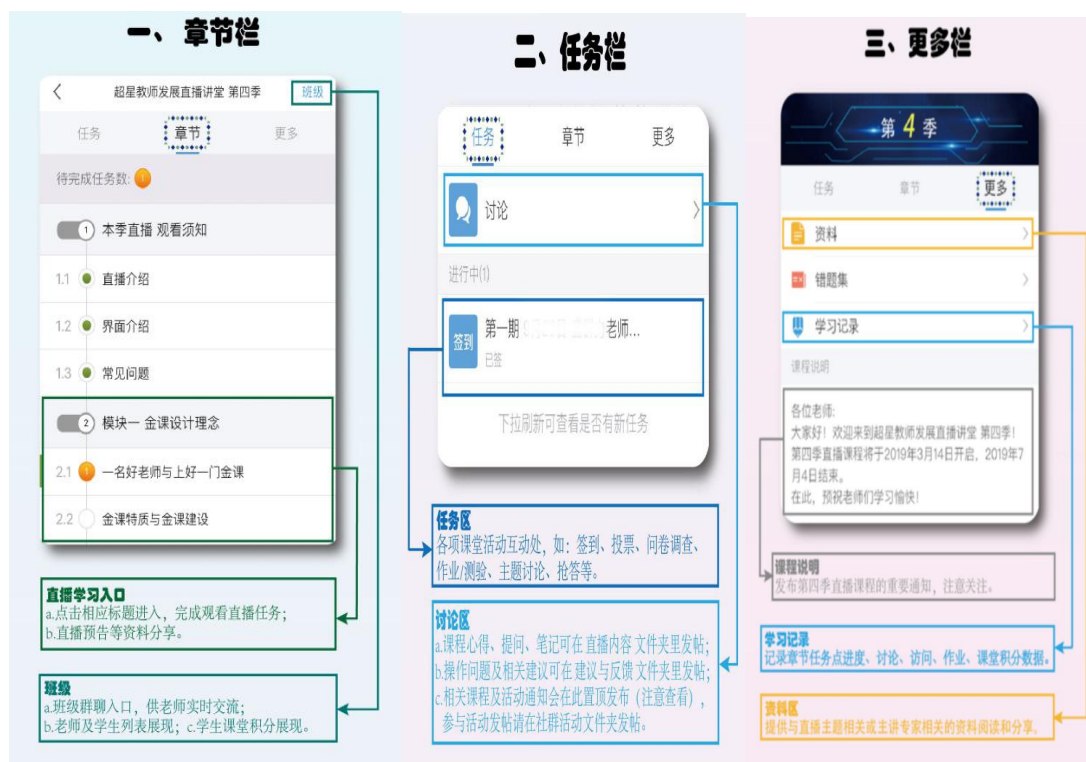 一、章节栏
超星教师发展直播讲堂 第四季 班级
任务 章节 更多
待完成任务数: 1
1 本季直播 观看须知
1.1 直播介绍
1.2 界面介绍
1.3 常见问题
2 模块一 金课设计理念
2.1 1 一名好老师与上好一门金课
2.2 金课特质与金课建设
直播学习入口
a.点击相应标题进入，完成观看直播任务；
b.直播预告等资料分享。
班级
a.班级群聊入口，供老师实时交流；
b.老师及学生列表展现；c.学生课堂积分展现。
二、任务栏
任务 章节 更多
讨论
进行中(1)
签到 第一期 老师...
已签
下拉刷新可查看是否有新任务
任务区
各项课堂活动互动处，如：签到、投票、问卷调查、
作业/测验、主题讨论、抢答等。
讨论区
a.课程心得、提问、笔记可在 直播内容 文件夹里发帖；
b.操作问题及相关建议可在 建议与反馈 文件夹里发帖；
c.相关课程及活动通知会在此置顶发布（注意查看），
参与活动发帖请在社群活动文件夹发帖。
三、更多栏
第 4 季
任务 章节 更多
资料
错题集
学习记录
课程说明
各位老师:
大家好！欢迎来到超星教师发展直播讲堂 第四季！
第四季直播课程将于2019年3月14日开启，2019年7
月4日结束。
在此，预祝老师们学习愉快！
课程说明
发布第四季直播课程的重要通知，注意关注。
学习记录
记录章节任务点进度、讨论、访问、作业、课堂积分数据。
资料区
提供与直播主题相关或主讲专家相关的资料阅读和分享。